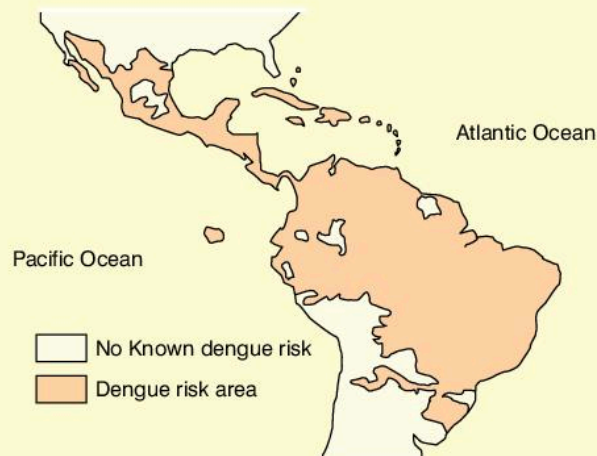 Atlantic Ocean
Pacific Ocean
No Known dengue risk
Dengue risk area